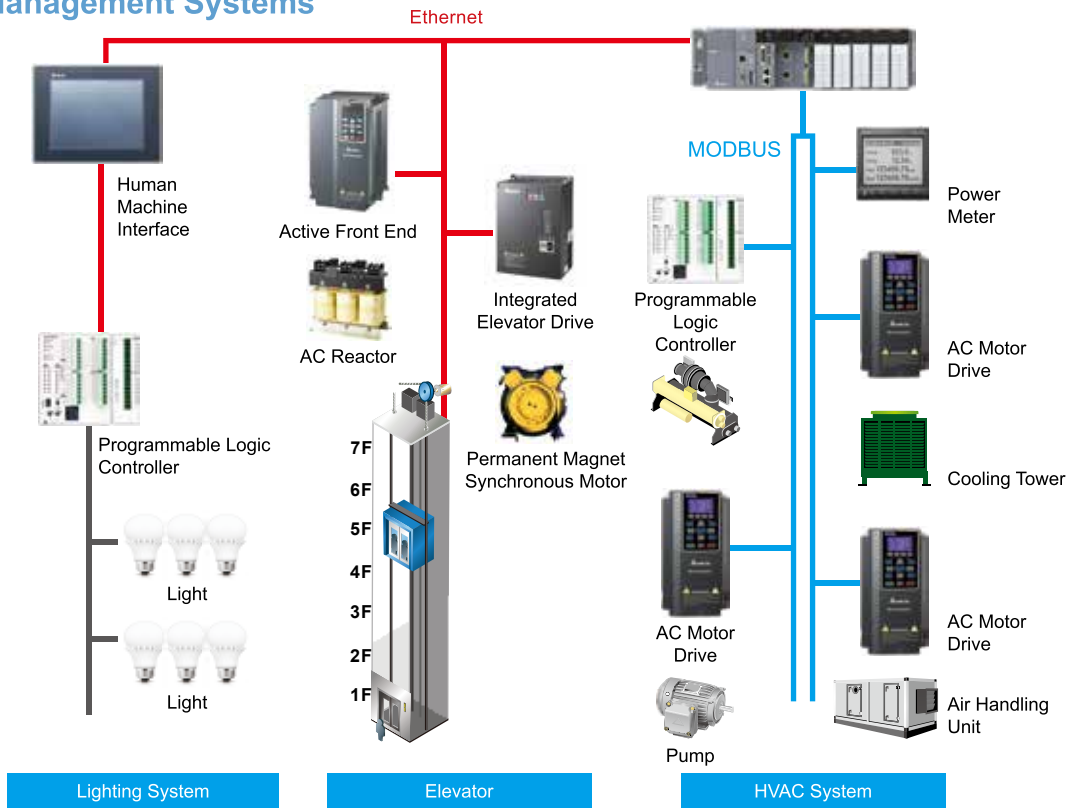 anagement Systems
Ethernet
MODBUS
Human
Machine
Interface
Active Front End
Integrated
Elevator Drive
Programmable
Logic
Controller
Power
Meter
AC Reactor
AC Motor
Drive
Programmable Logic
Controller
Permanent Magnet
Synchronous Motor
Cooling Tower
7F
6F
5F
4F
3F
2F
1F
Light
Light
AC Motor
Drive
AC Motor
Drive
Pump
Air Handling
Unit
Lighting System
Elevator
HVAC System